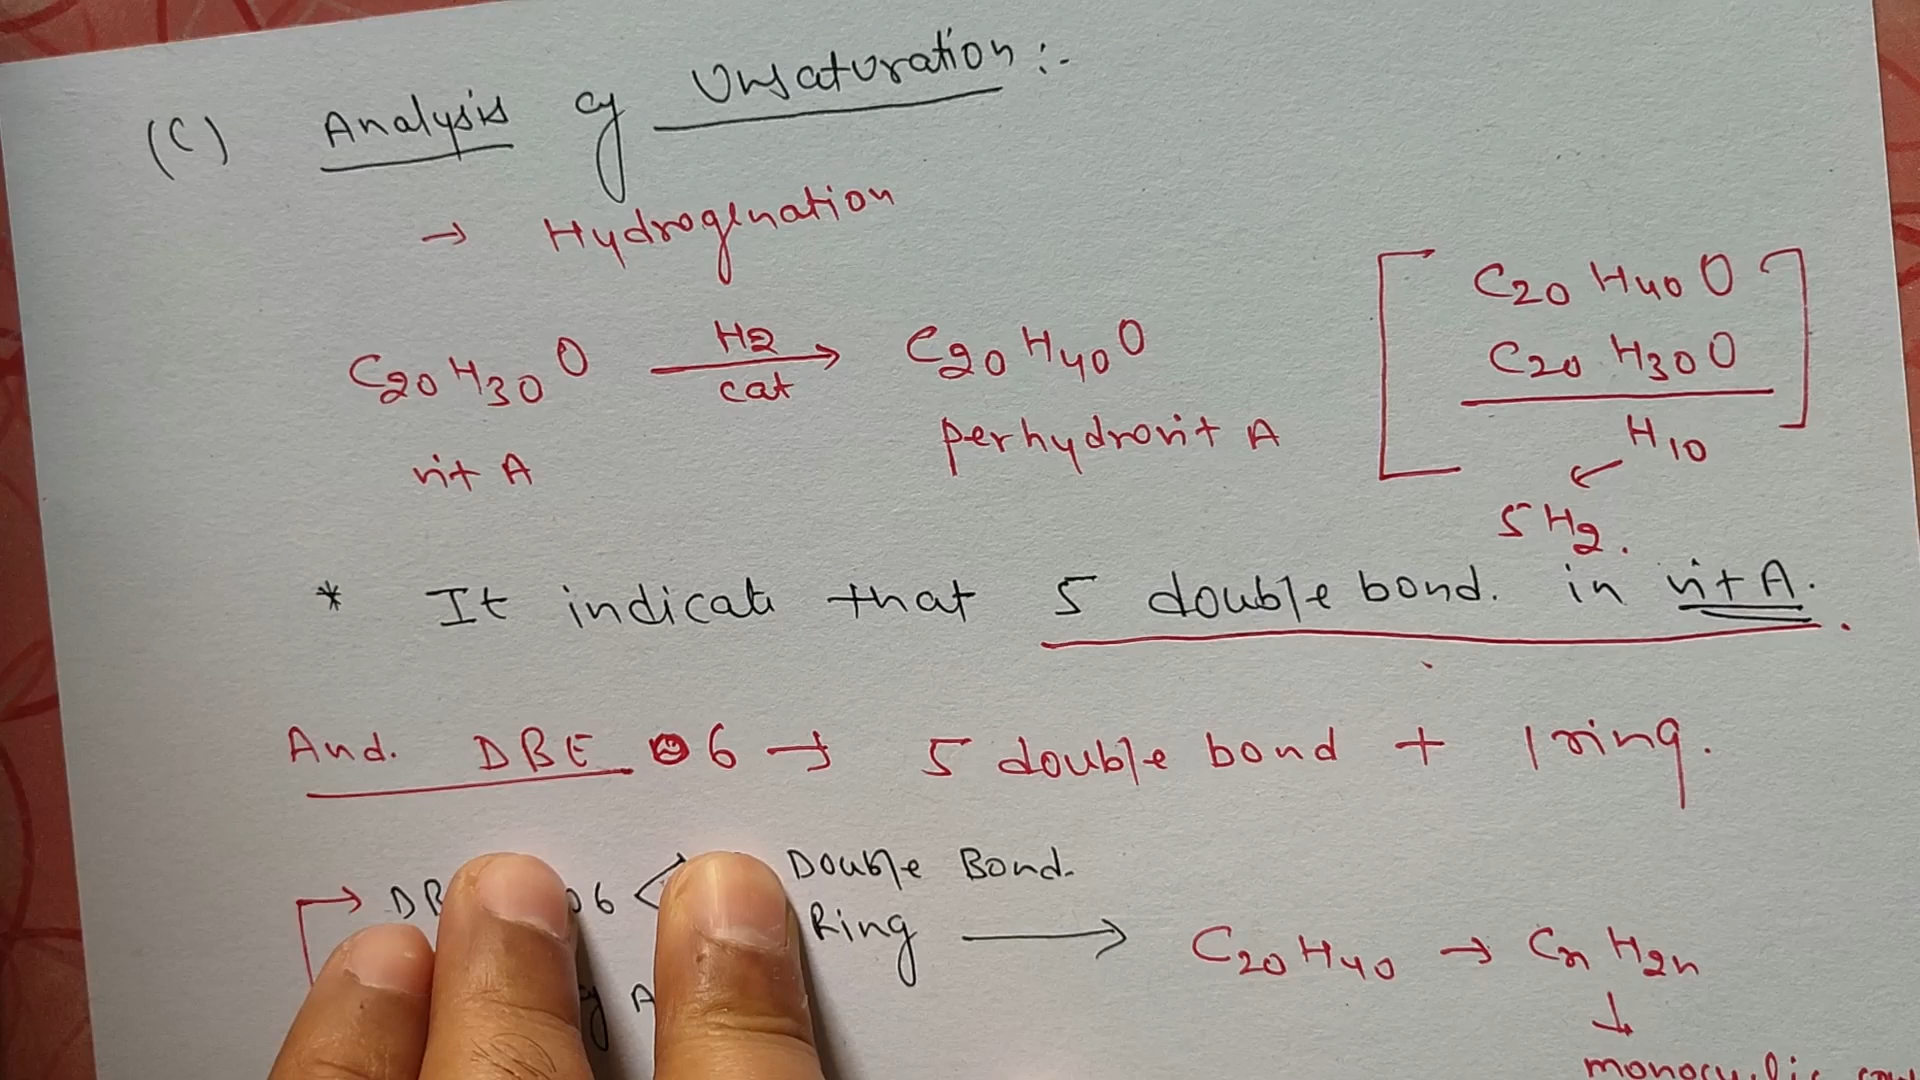 (C) Analysis of Unsaturation :-
→ Hydrogenation
C20H30O H2 cat → C20H40O
vit A
perhydrovit A
C20H40O
C20H30O
H10
5H2.
* It indicate that 5 double bond. in vit A.
And. DBE 6 → 5 double bond + 1 ring.
→ 06 < Double Bond.
Ring → C20H40 → CnH2n
↓